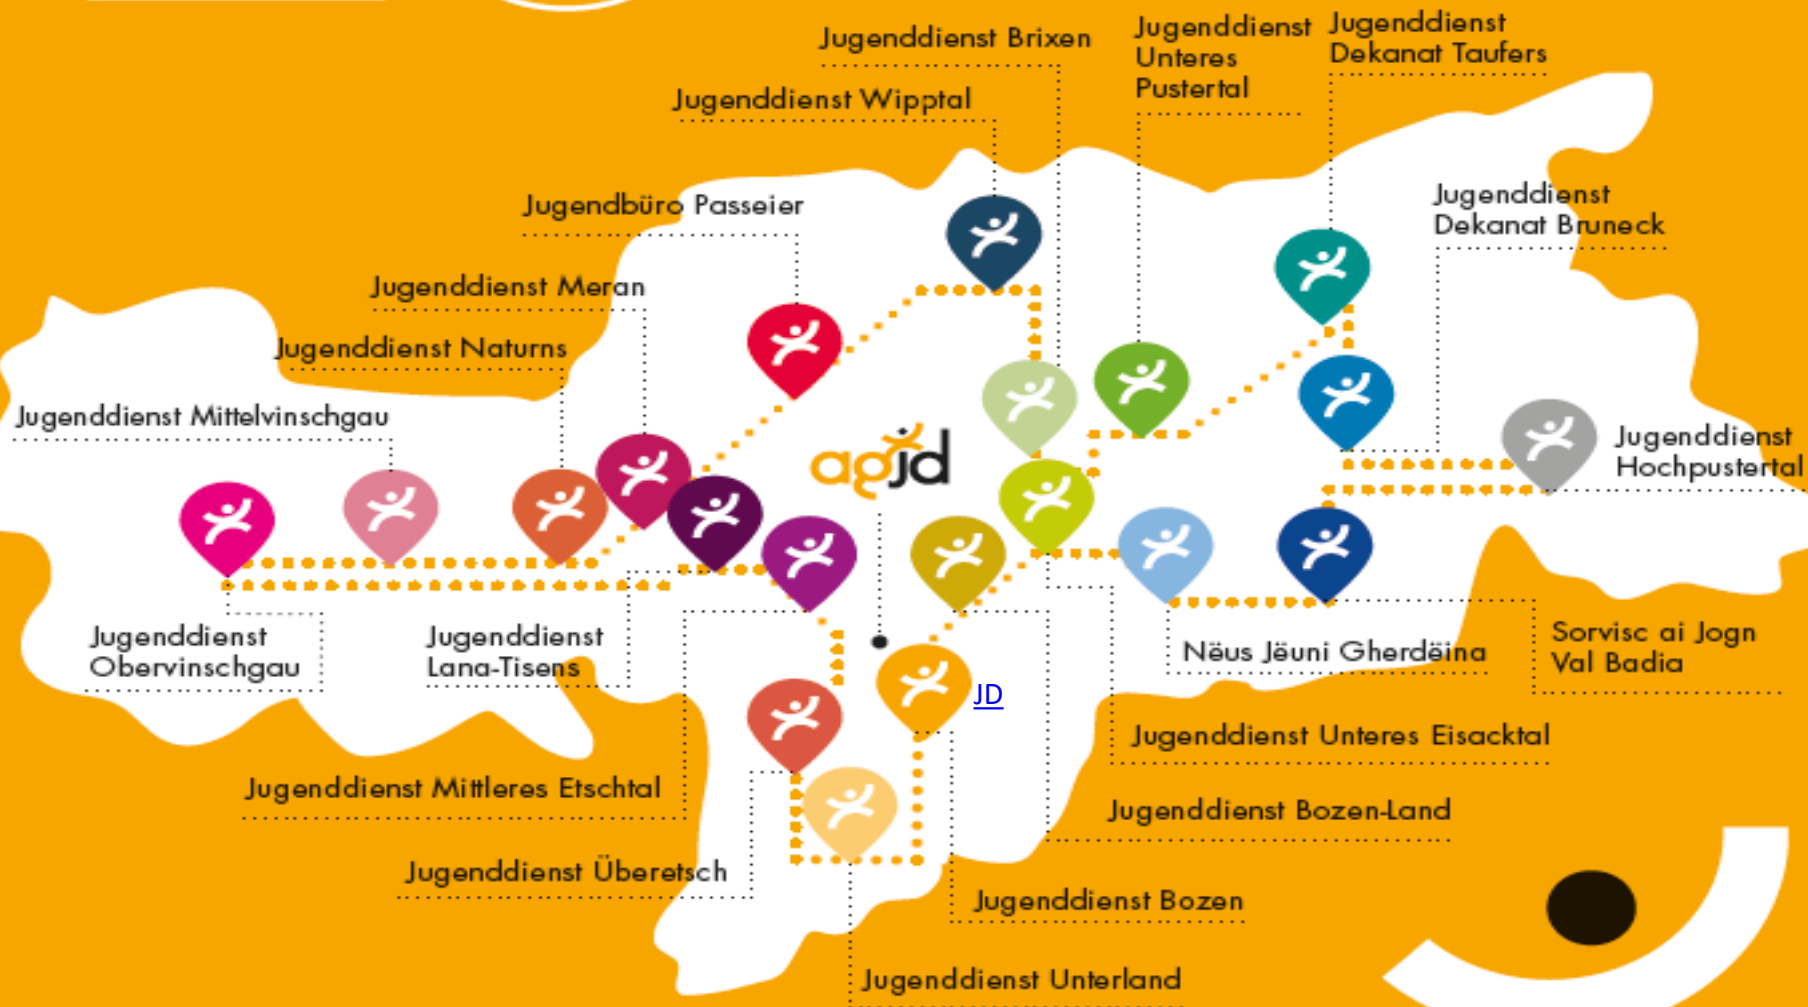 Jugenddienst Brixen
Jugenddienst
Unteres
Pustertal
Jugenddienst
Dekanat Taufers
Jugenddienst Wipptal
Jugendbüro Passeier
Jugenddienst
Dekanat Bruneck
Jugenddienst Meran
Jugenddienst Naturns
Jugenddienst Mittelvinschgau
agjd
Jugenddienst
Hochpustertal
Jugenddienst
Obervinschgau
Jugenddienst
Lana-Tisens
Nëus Jëuni Gherdëina
Sorvisc ai Jogn
Val Badia
JD
Jugenddienst Unteres Eisacktal
Jugenddienst Mittleres Etschtal
Jugenddienst Bozen-Land
Jugenddienst Überetsch
Jugenddienst Bozen
Jugenddienst Unterland